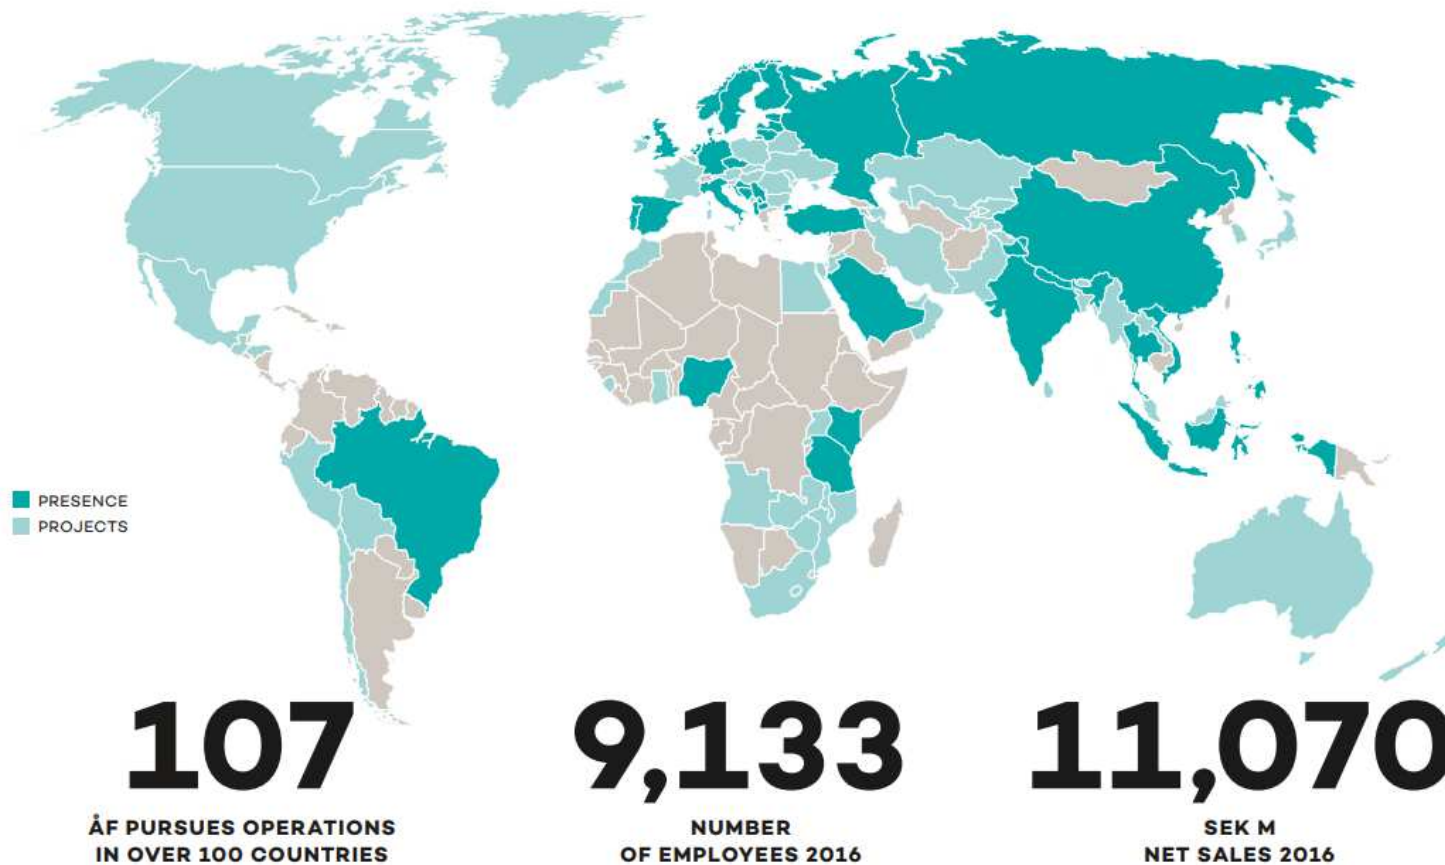 PRESENCE
PROJECTS
107
ÅF PURSUES OPERATIONS
IN OVER 100 COUNTRIES
9,133
NUMBER
OF EMPLOYEES 2016
11,070
SEK M
NET SALES 2016